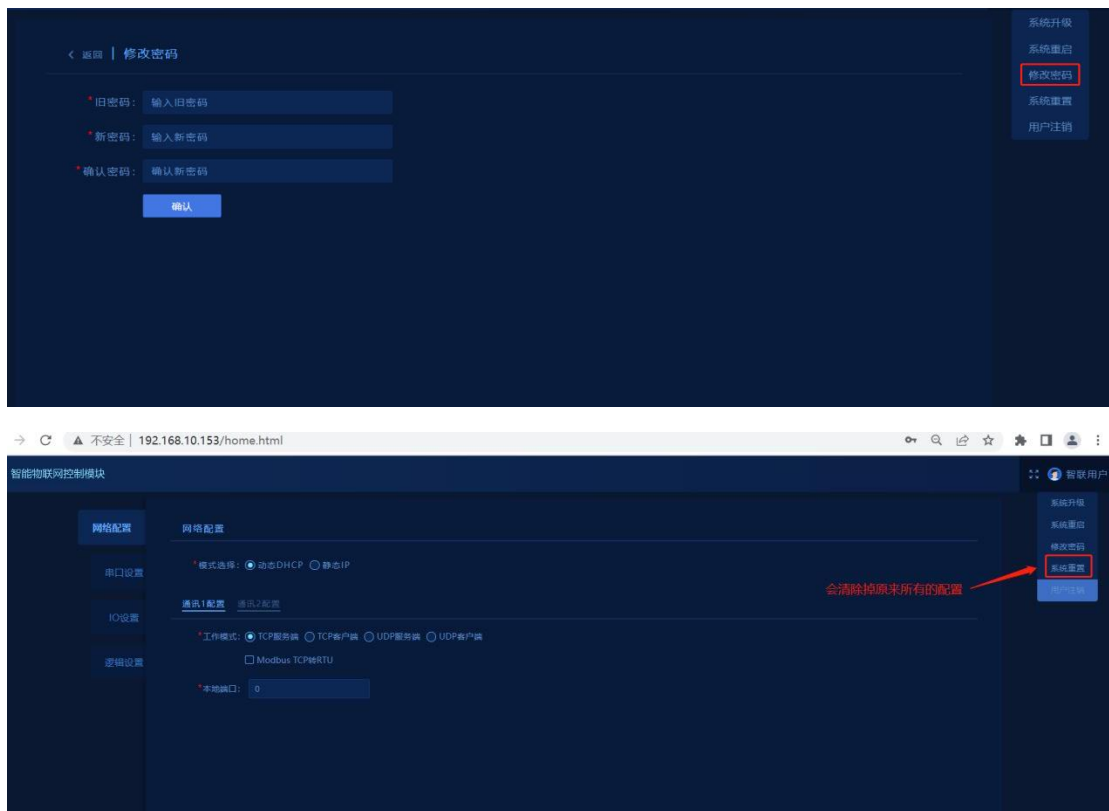 系统升级
< 返回 | 修改密码
系统重启
修改密码
*旧密码： 输入旧密码
系统重置
*新密码： 输入新密码
用户注销
*确认密码： 确认新密码
确认
不安全 | 192.168.10.153/home.html
智能物联网控制模块
智联用户
系统升级
网络配置
网络配置
系统重启
修改密码
*模式选择： 动态DHCP 静态IP
系统重置
串口设置
会清除掉原来所有的配置
用户注销
通讯1配置 通讯2配置
IO设置
*工作模式： TCP服务端 TCP客户端 UDP服务端 UDP客户端
Modbus TCP转RTU
逻辑设置
*本地端口： 0